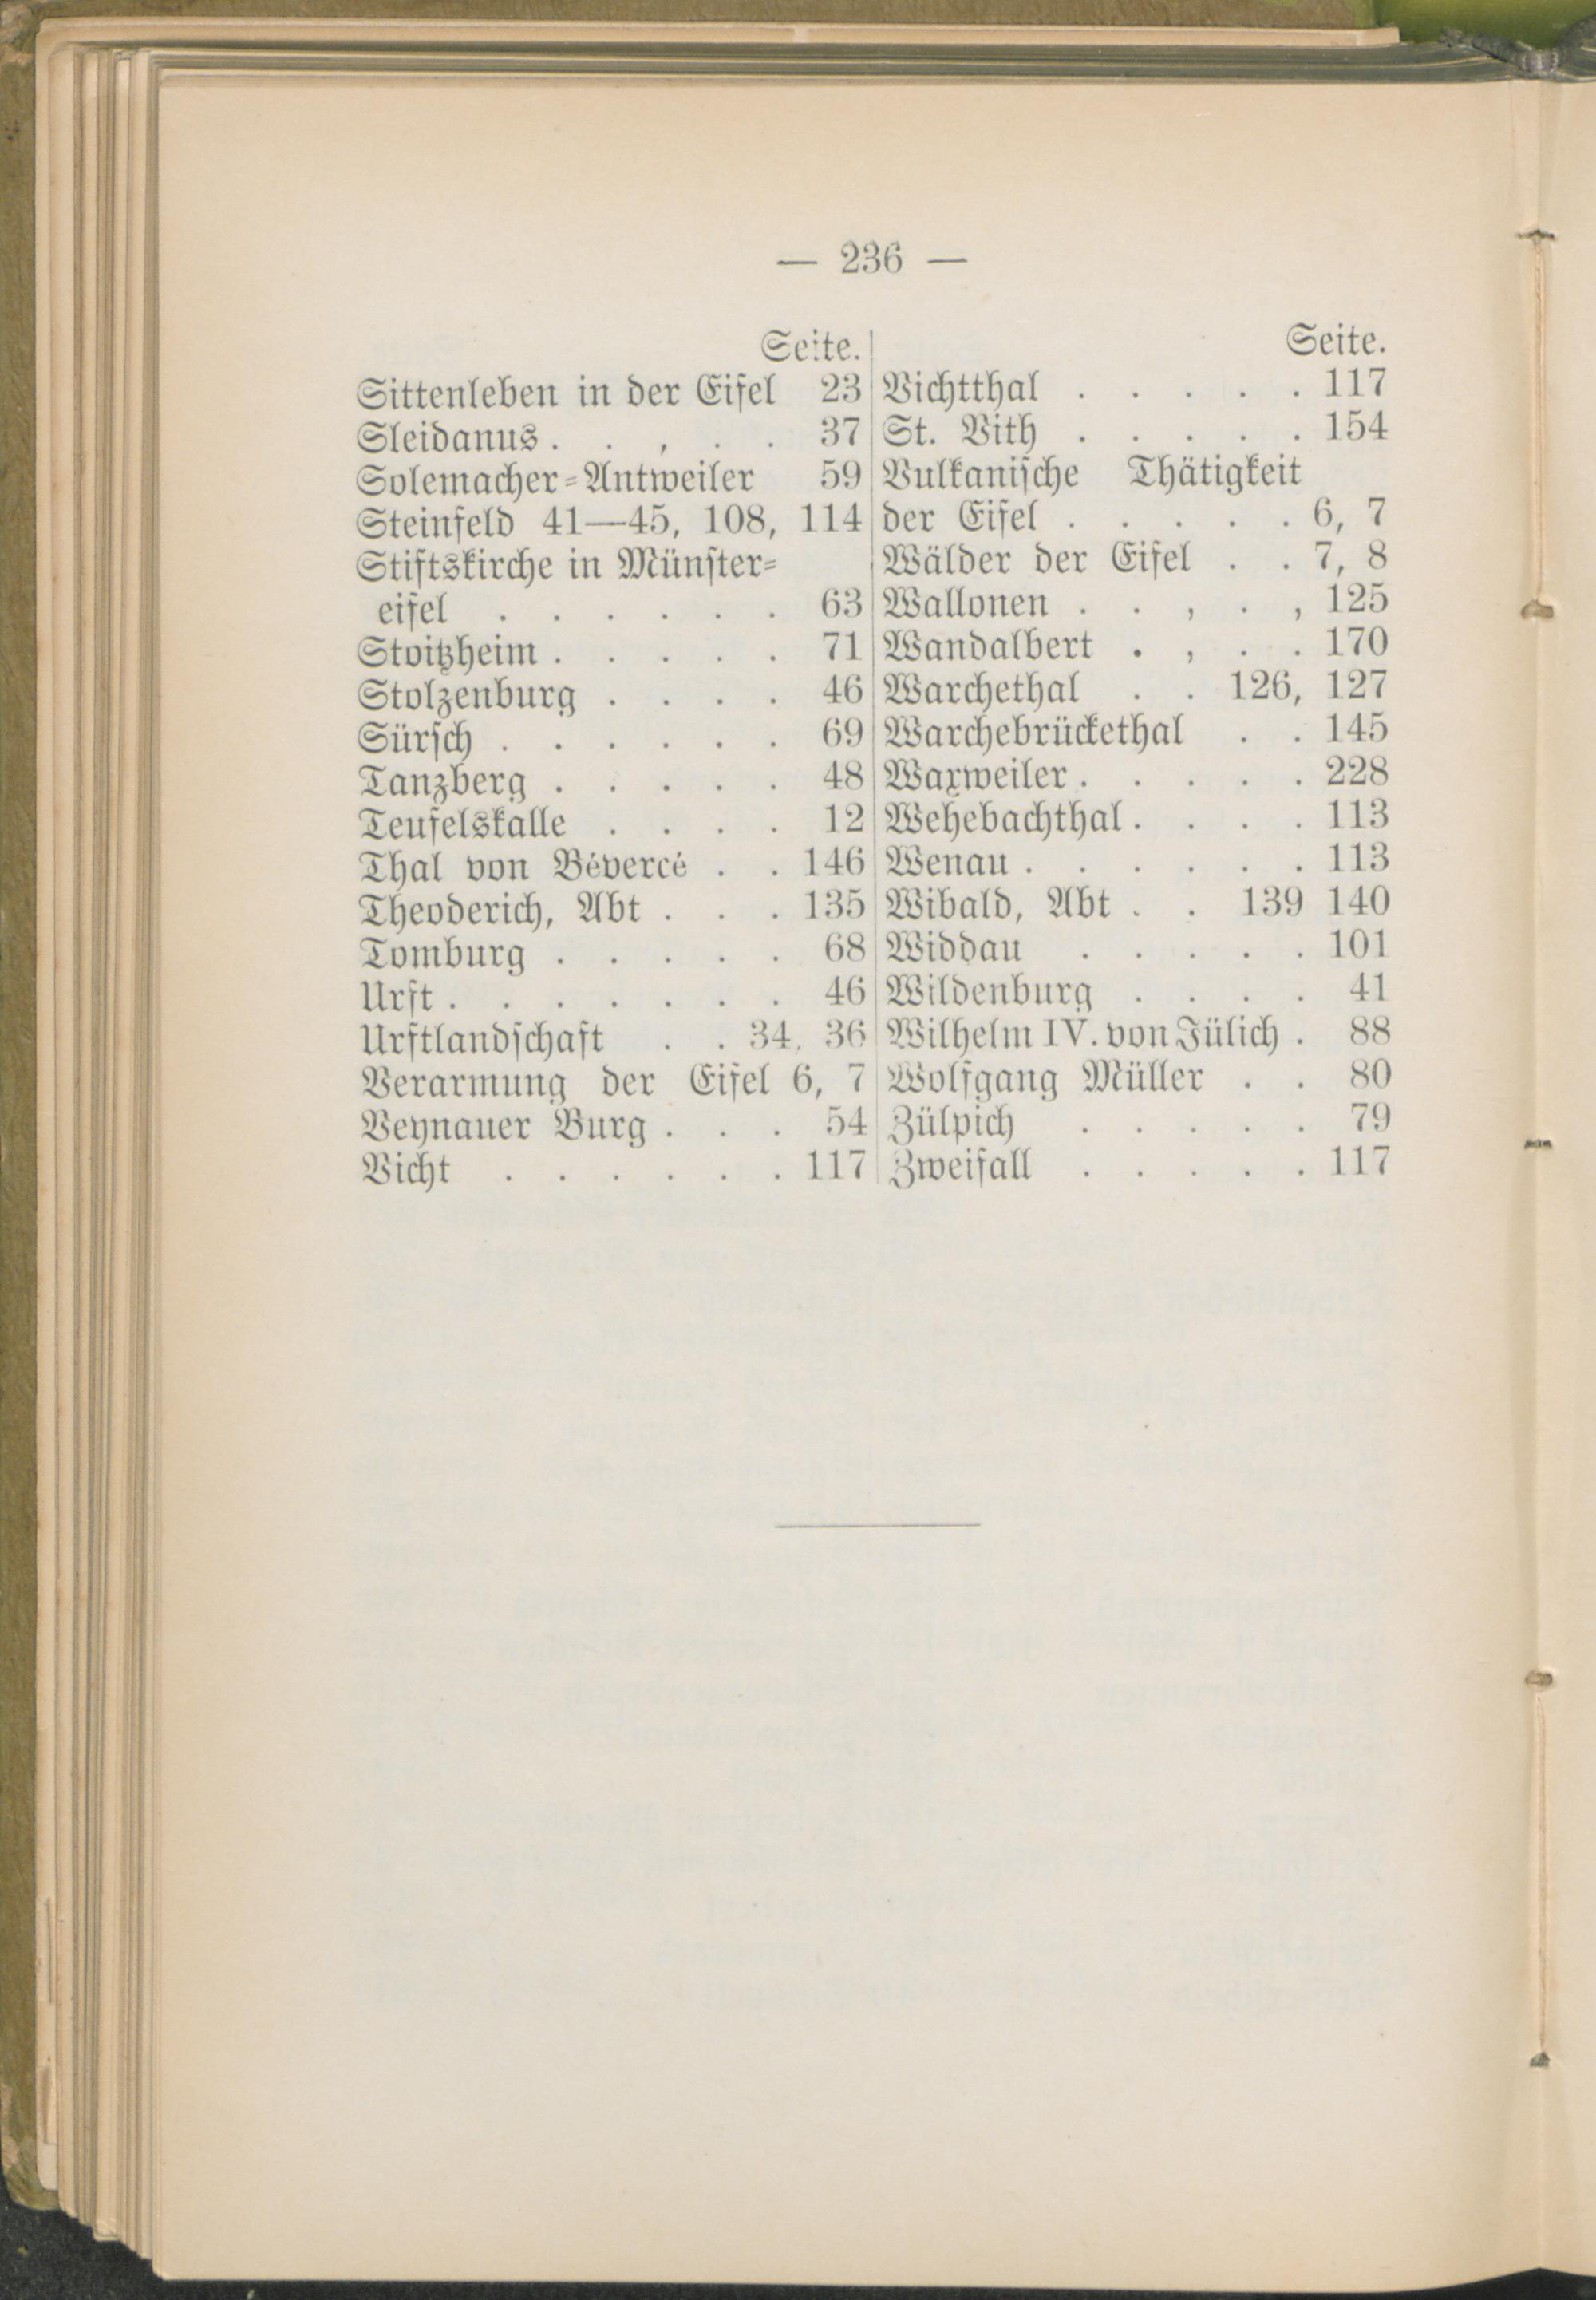 — 236 —
Seite.
Sittenleben in der Eifel 23
Sleidanus . . , . . 37
Solemacher-Antweiler 59
Steinfeld 41—45, 108, 114
Stiftskirche in Münster-
eifel . . . . . . 63
Stoitzheim . . . . . 71
Stolzenburg . . . . 46
Sürsch . . . . . . 69
Tanzberg . . . . . 48
Teufelskalle . . . . 12
Thal von Bévercé . . 146
Theoderich, Abt . . . 135
Tomburg . . . . . 68
Urft . . . . . . . 46
Urftlandschaft . . 34, 36
Verarmung der Eifel 6, 7
Veynauer Burg . . . 54
Vicht . . . . . . 117
Seite.
Vichtthal . . . . . 117
St. Vith . . . . . 154
Vulkanische Thätigkeit
der Eifel . . . . . 6, 7
Wälder der Eifel . . 7, 8
Wallonen . . , . , 125
Wandalbert . , . . 170
Warchethal . . 126, 127
Warchebrückethal . . 145
Waxweiler . . . . . 228
Wehebachthal . . . . 113
Wenau . . . . . . 113
Wibald, Abt . . 139 140
Widdau . . . . . 101
Wildenburg . . . . 41
Wilhelm IV. von Jülich . 88
Wolfgang Müller . . 80
Zülpich . . . . . 79
Zweifall . . . . . 117